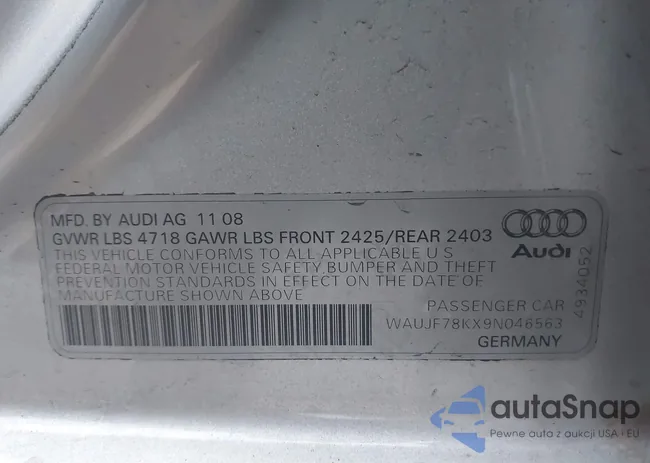 MFD. BY AUDI AG 11 08
GVWR LBS 4718 GAWR LBS FRONT 2425/REAR 2403
THIS VEHICLE CONFORMS TO ALL APPLICABLE U S
FEDERAL MOTOR VEHICLE SAFETY, BUMPER AND THEFT
PREVENTION STANDARDS IN EFFECT ON THE DATE OF
MANUFACTURE SHOWN ABOVE
PASSENGER CAR
WAUJF78KX9N046563
GERMANY
Audi
4934052
autaSnap
Pewne auta z aukcji USA i EU